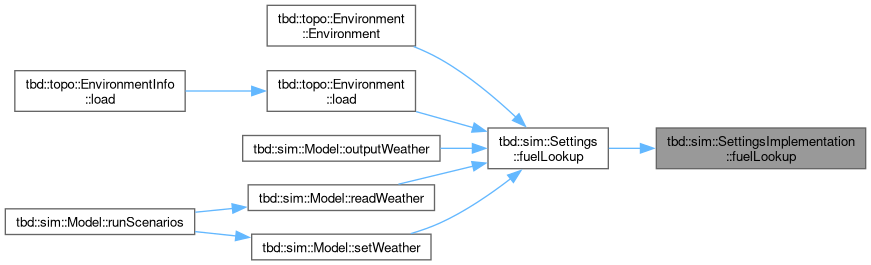 tbd::topo::Environment
::Environment
tbd::topo::EnvironmentInfo
::load
tbd::topo::Environment
::load
tbd::sim::Settings
::fuelLookup
tbd::sim::SettingsImplementation
::fuelLookup
tbd::sim::Model::outputWeather
tbd::sim::Model::readWeather
tbd::sim::Model::runScenarios
tbd::sim::Model::setWeather